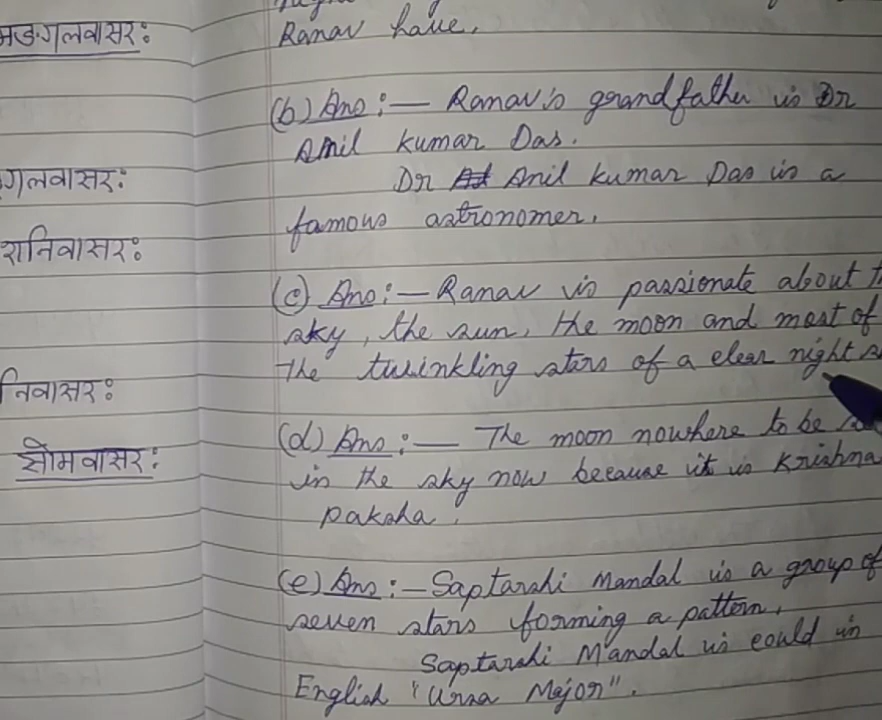 मङगलवासरः
Ranav have.
(b) Ans :— Ranav's grandfather is Dr
Anil kumar Das.
गलवासरः
Dr Anil kumar Das is a
famous astronomer.
शनिवासरः
(c) Ans :— Ranav is passionate about
sky, the sun, the moon and most of
the twinkling stars of a clear night
निवासरः
(d) Ans :— The moon nowhere to be
in the sky now because it is Krishna
paksha.
सोमवासरः
(e) Ans :— Saptarshi Mandal is a group of
seven stars forming a pattern.
Saptarshi Mandal is could in
English "Ursa Major".